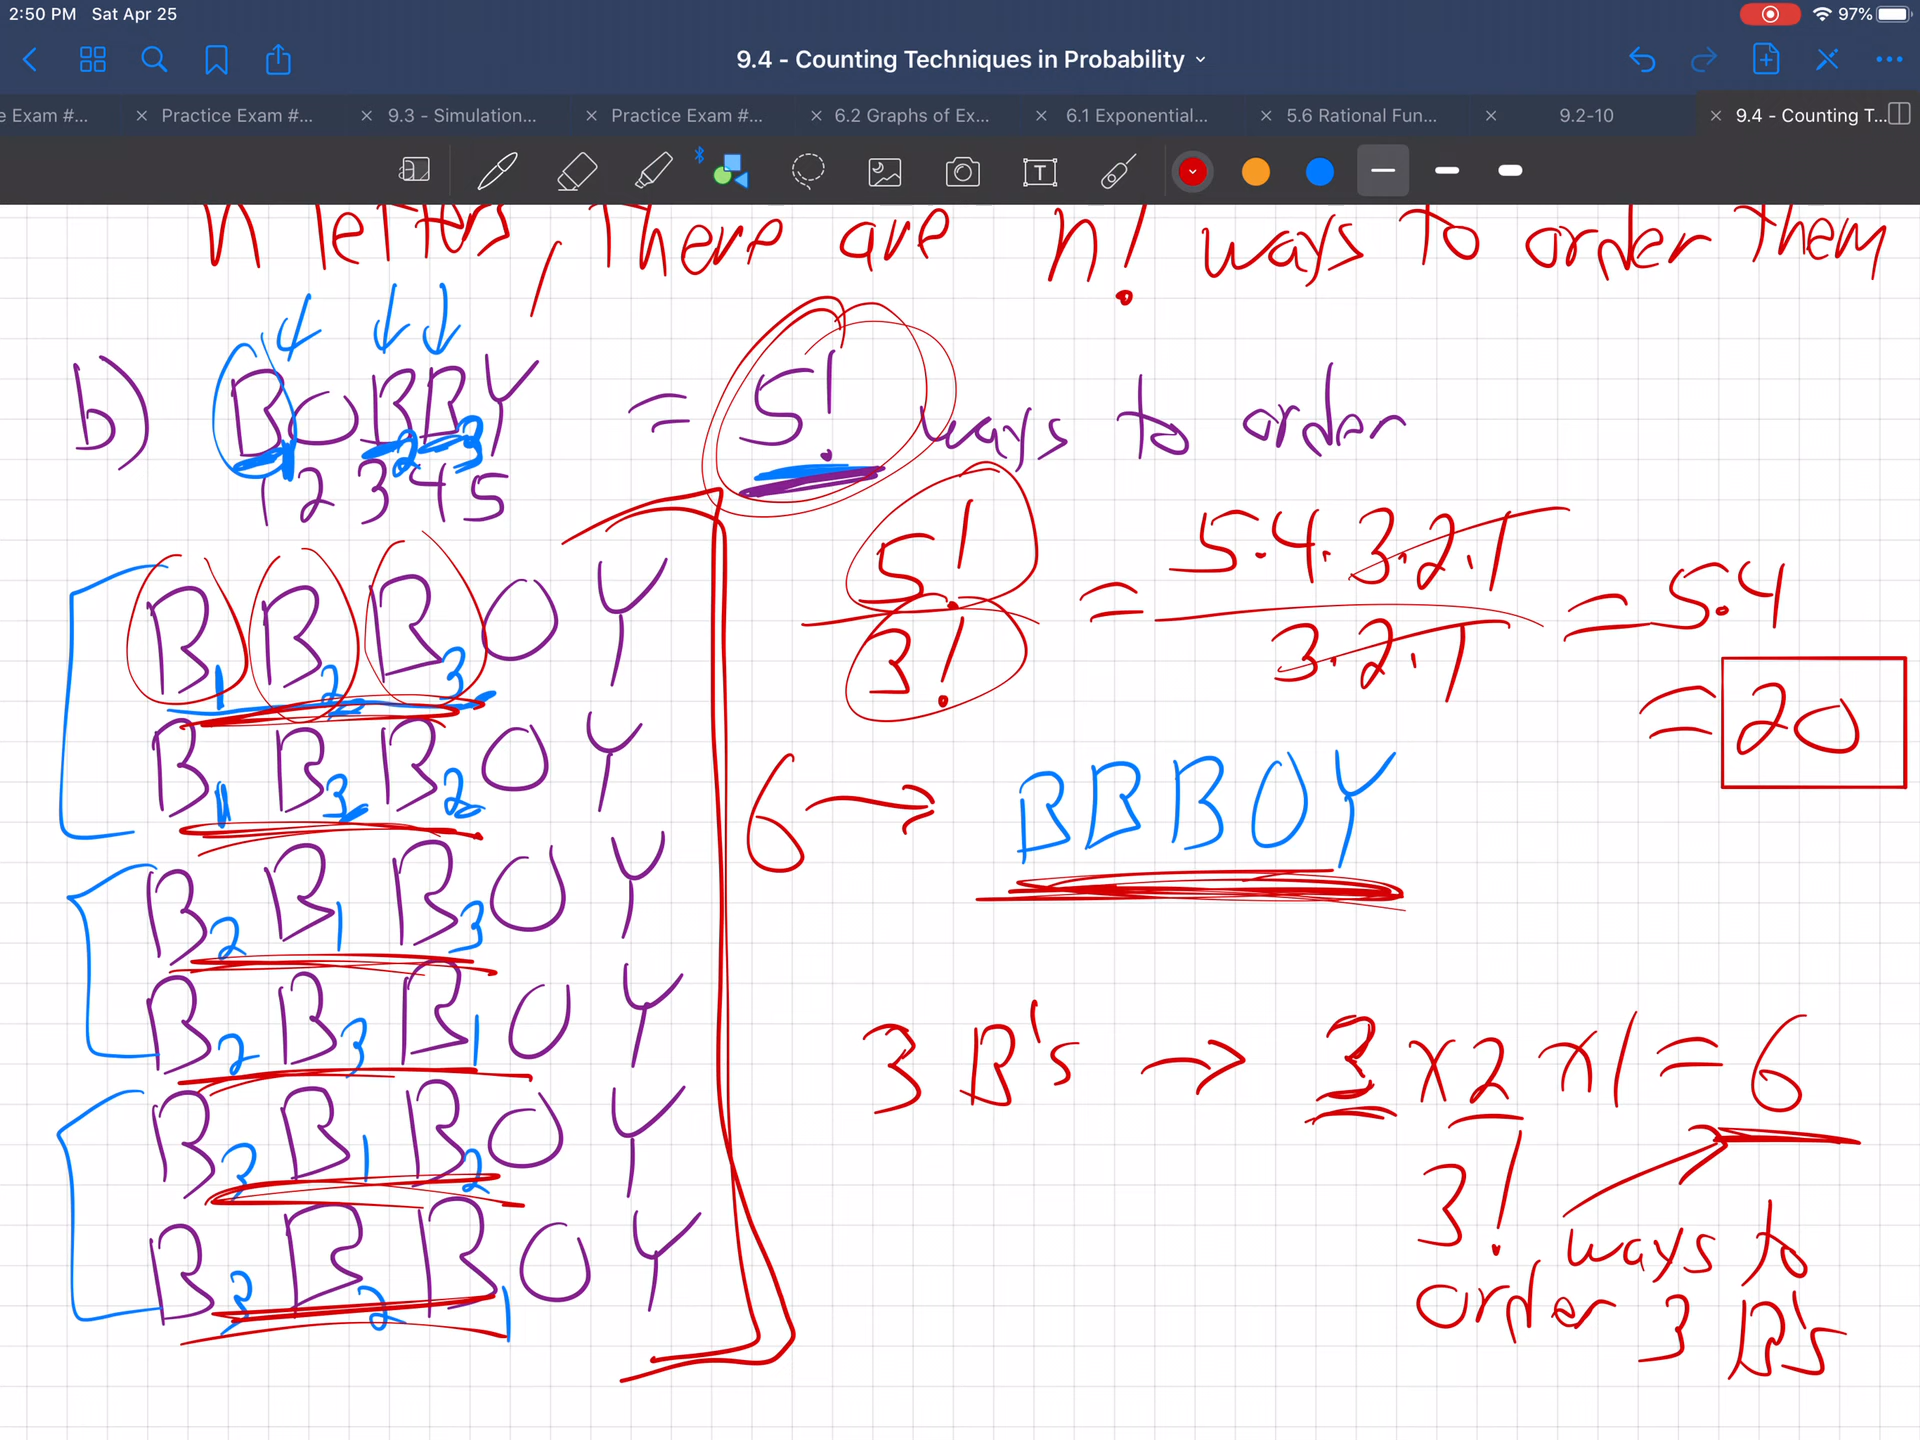 2:50 PM Sat Apr 25
97%
9.4 - Counting Techniques in Probability
e Exam #...
Practice Exam #...
9.3 - Simulation...
Practice Exam #...
6.2 Graphs of Ex...
6.1 Exponential...
5.6 Rational Fun...
9.2-10
9.4 - Counting T...
T
n letters, there are n! ways to order them
b) B₁OB₂B₃Y = 5! ways to order
1 2 3 4 5
5!/3! = 5·4·3·2·1/3·2·1 = 5·4
= 20
B₁ B₂ B₃ O Y
B₁ B₃ B₂ O Y
6 → BBBOY
B₂ B₁ B₃ O Y
B₂ B₃ B₁ O Y
3 B's → 3 x 2 x 1 = 6
B₃ B₁ B₂ O Y
B₃ B₂ B₁ O Y
3! ways to
order 3 B's